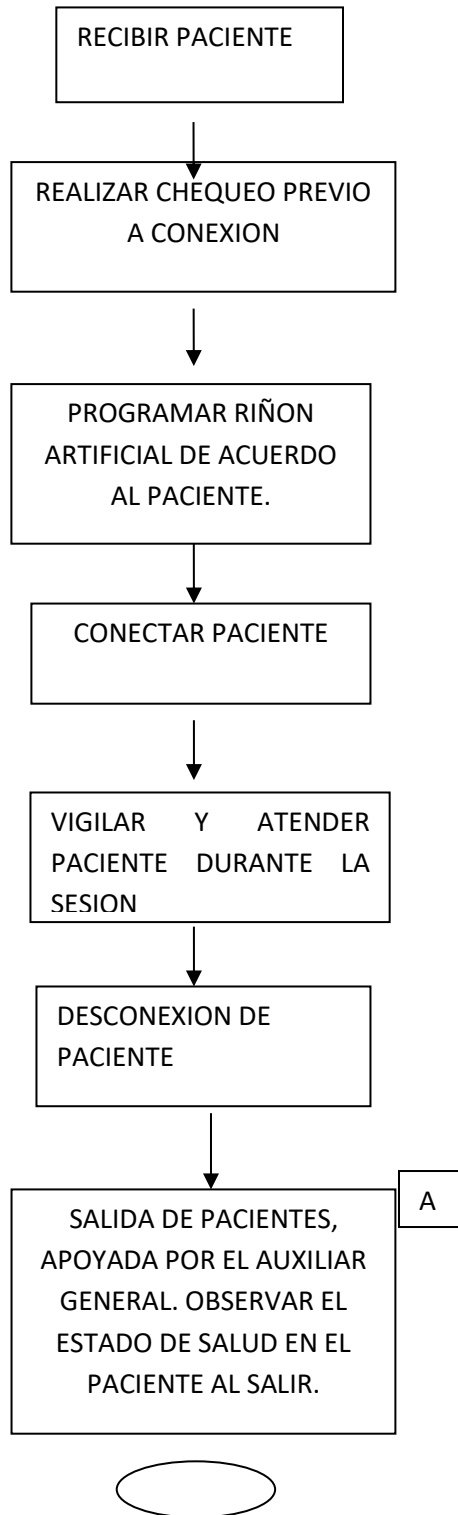 RECIBIR PACIENTE
REALIZAR CHEQUEO PREVIO
A CONEXION
PROGRAMAR RIÑON
ARTIFICIAL DE ACUERDO
AL PACIENTE.
CONECTAR PACIENTE
VIGILAR Y ATENDER
PACIENTE DURANTE LA
SESION
DESCONEXION DE
PACIENTE
A
SALIDA DE PACIENTES,
APOYADA POR EL AUXILIAR
GENERAL. OBSERVAR EL
ESTADO DE SALUD EN EL
PACIENTE AL SALIR.